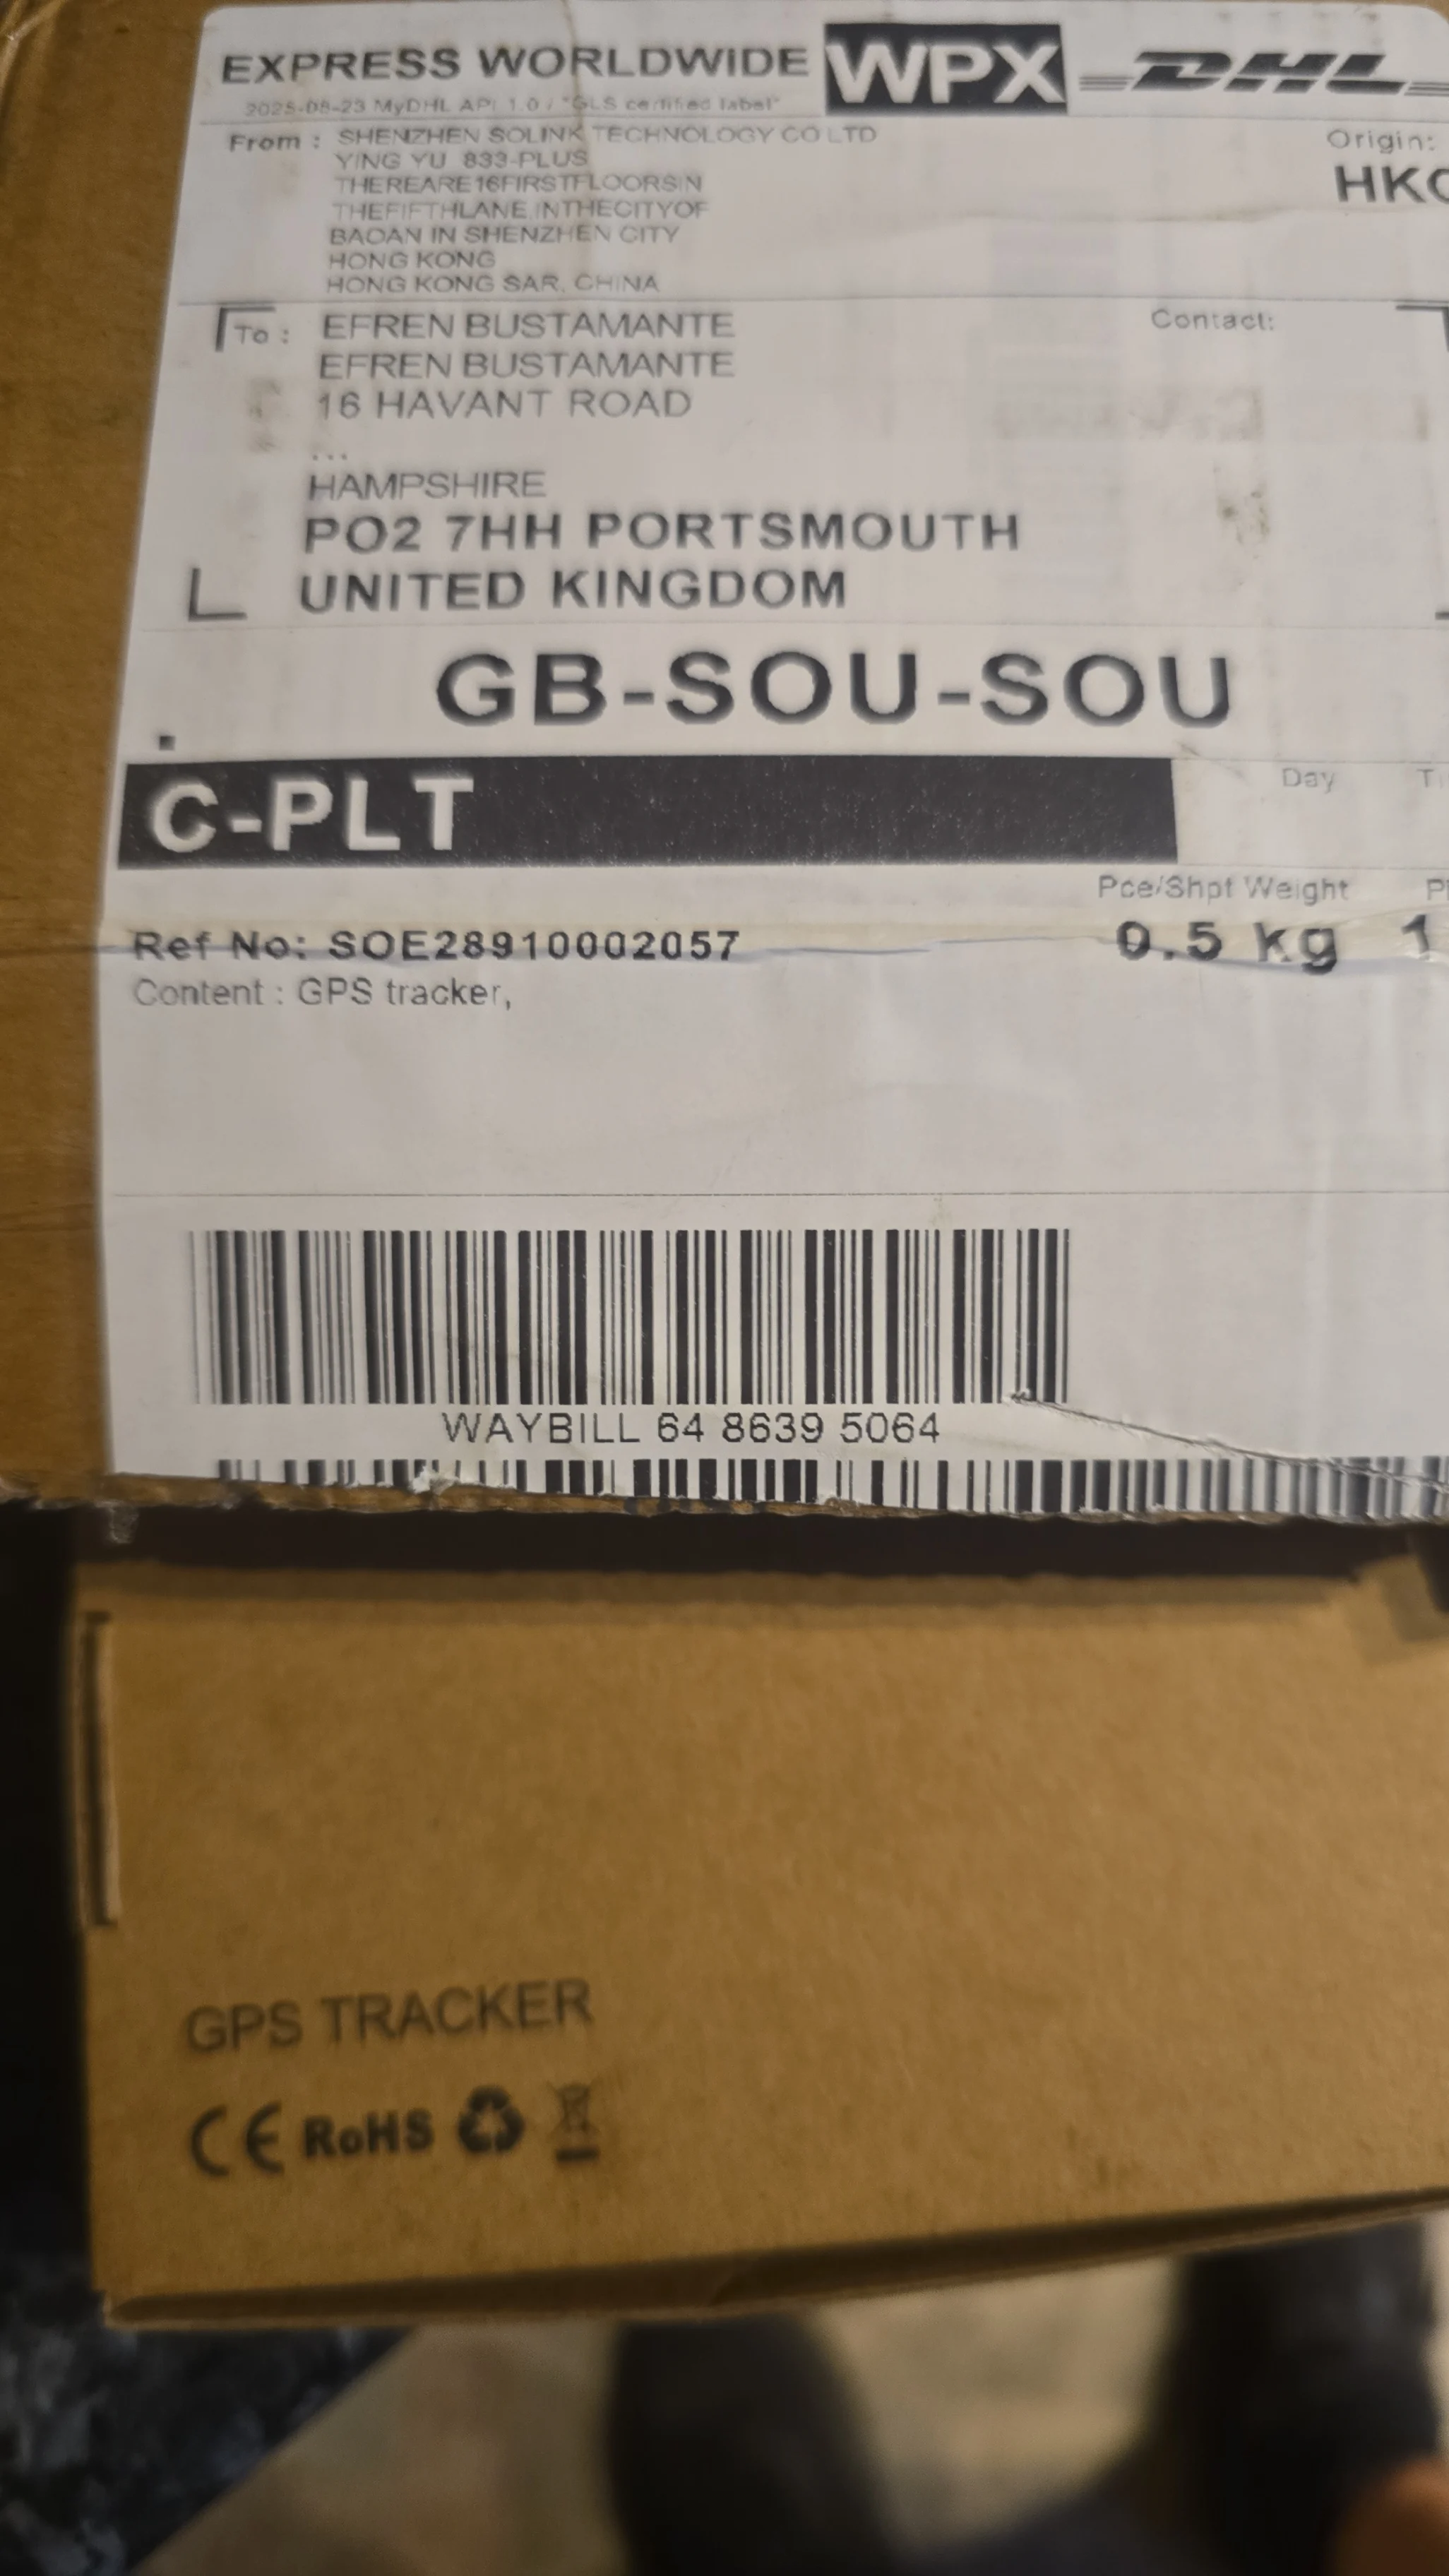 EXPRESS WORLDWIDE WPX DHL
2025-08-23 MyDHL API 1.0 / "GLS certified label"
From : SHENZHEN SOLINK TECHNOLOGY CO LTD
YING YU 833-PLUS
THEREARE16FIRSTFLOORSIN
THEFIFTHLANE,INTHECITYOF
BAOAN IN SHENZHEN CITY
HONG KONG
HONG KONG SAR, CHINA
Origin:
To : EFREN BUSTAMANTE
EFREN BUSTAMANTE
16 HAVANT ROAD
...
HAMPSHIRE
PO2 7HH PORTSMOUTH
UNITED KINGDOM
Contact:
GB-SOU-SOU
C-PLT
Day
Pce/Shpt Weight
0.5 kg 1
Ref No: SOE28910002057
Content : GPS tracker,
WAYBILL 64 8639 5064
GPS TRACKER
CE RoHS